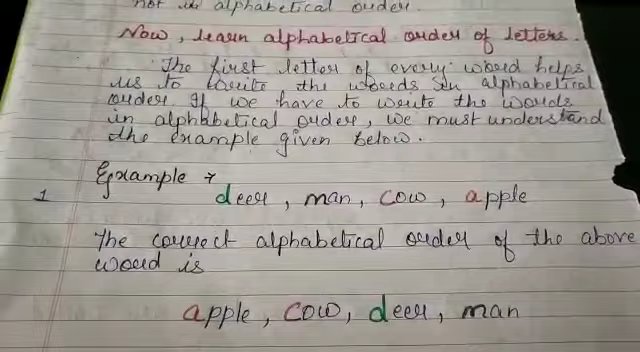 not in alphabetical order.
Now, learn alphabetical order of letters.
The first letter of every word helps
us to write the words in alphabetical
order. If we have to write the words
in alphabetical order, we must understand
the example given below.
Example →
1 deer, man, cow, apple
The correct alphabetical order of the above
word is
apple, cow, deer, man